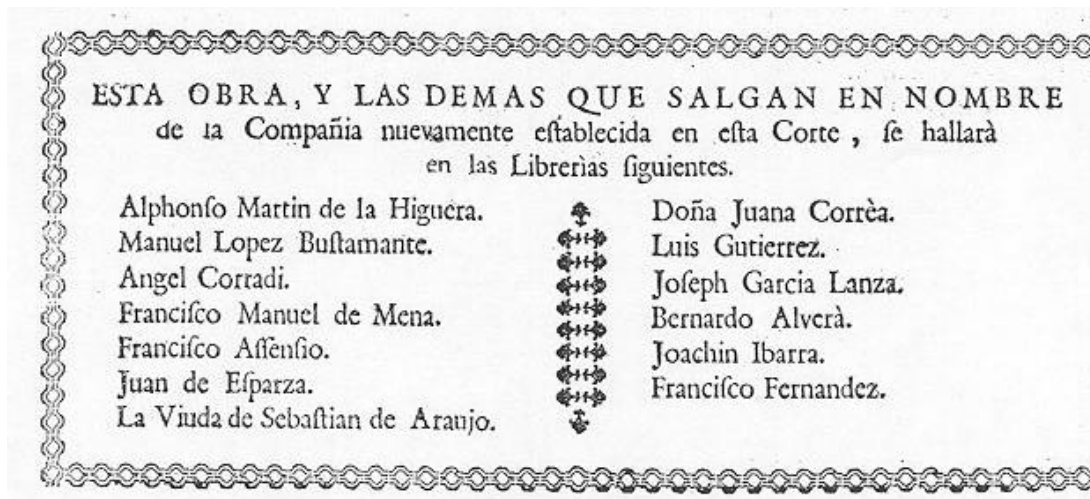 ESTA OBRA, Y LAS DEMAS QUE SALGAN EN NOMBRE
de la Compañia nuevamente eſtablecida en eſta Corte, ſe hallarà
en las Librerìas ſiguientes.
Alphonſo Martin de la Higuera.
Manuel Lopez Buſtamante.
Angel Corradi.
Franciſco Manuel de Mena.
Franciſco Aſſenſio.
Juan de Eſparza.
La Viuda de Sebaſtian de Araujo.
Doña Juana Corrèa.
Luis Gutierrez.
Joſeph Garcia Lanza.
Bernardo Alverà.
Joachin Ibarra.
Franciſco Fernandez.